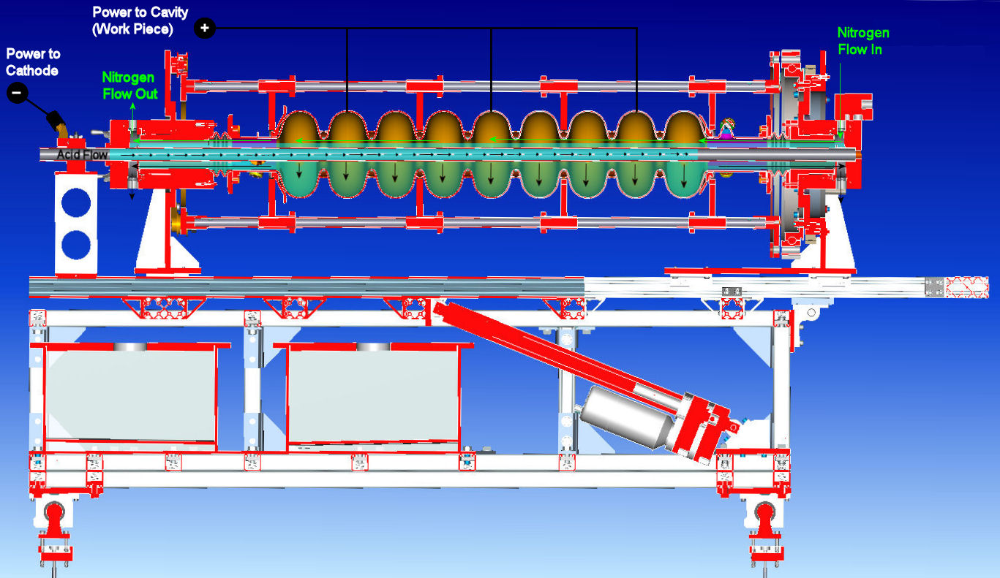 Power to Cavity
(Work Piece)
+
Power to
Cathode
−
Nitrogen
Flow Out
Nitrogen
Flow In
Acid Flow